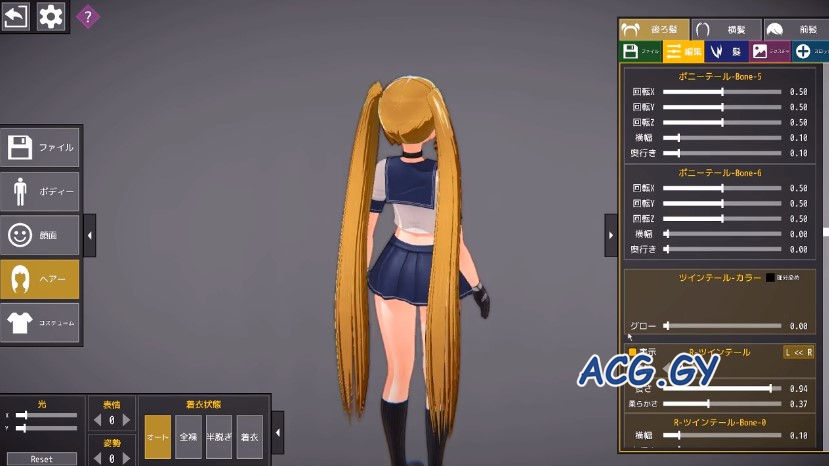 ?
ファイル
ボディー
顔面
ヘアー
コスチューム
光
X
Y
Reset
表情
0
姿勢
0
着衣状態
オート
全裸
半脱ぎ
着衣
後ろ髪
横髪
前髪
ファイル
編集
髪
ポニーテール-Bone-5
回転X 0.50
回転Y 0.50
回転Z 0.50
横幅 0.10
奥行き 0.10
ポニーテール-Bone-6
回転X 0.50
回転Y 0.50
回転Z 0.50
横幅 0.00
奥行き 0.00
ツインテール-カラー 部分染め
グロー 0.00
表示 R-ツインテール L << R
ACG.GY
長さ 0.94
柔らかさ 0.37
R-ツインテール-Bone-0
横幅 0.10